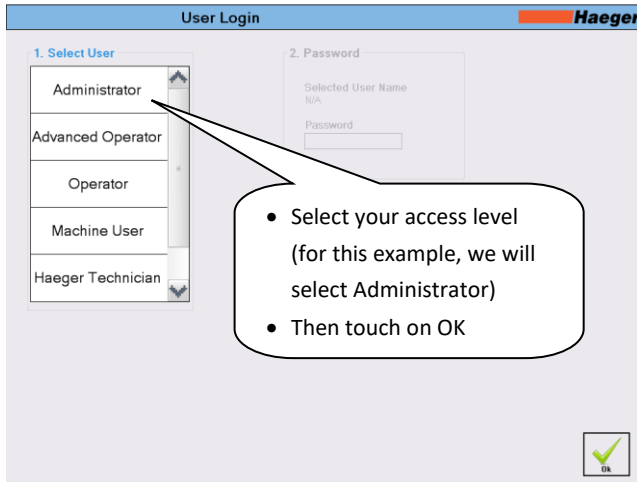 User Login
Haeger
1. Select User
Administrator
Advanced Operator
Operator
Machine User
Haeger Technician
2. Password
Selected User Name
N/A
Password
• Select your access level
(for this example, we will
select Administrator)
• Then touch on OK
Ok